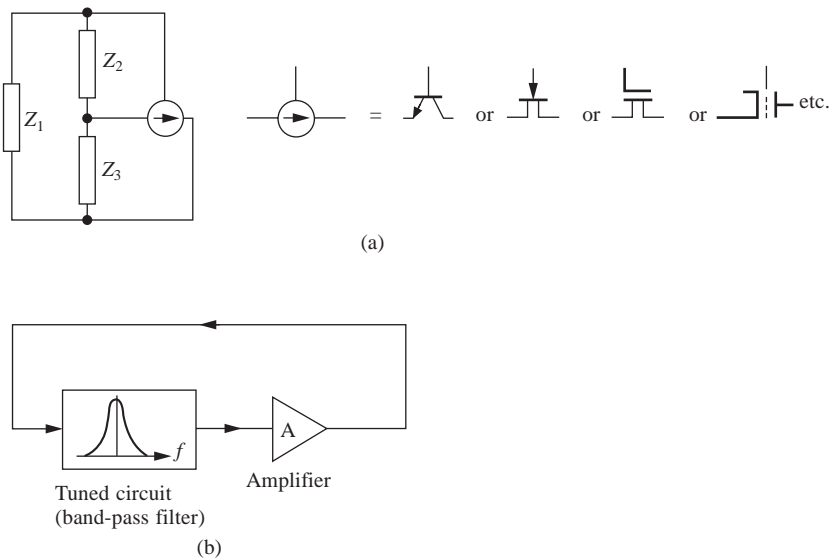 Z2
Z1
Z3
= or or or etc.
(a)
A
f
Amplifier
Tuned circuit
(band-pass filter)
(b)